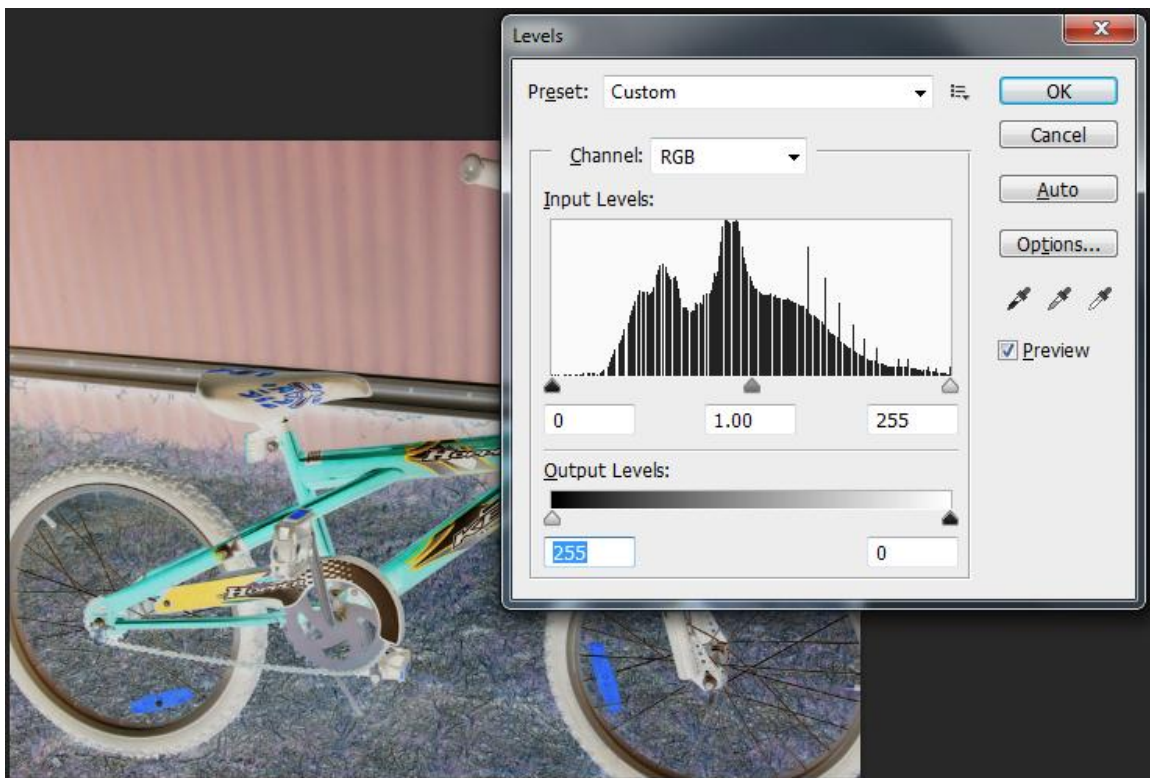 Levels
Preset: Custom
OK
Cancel
Channel: RGB
Auto
Input Levels:
Options...
Preview
0 1.00 255
Output Levels:
255 0